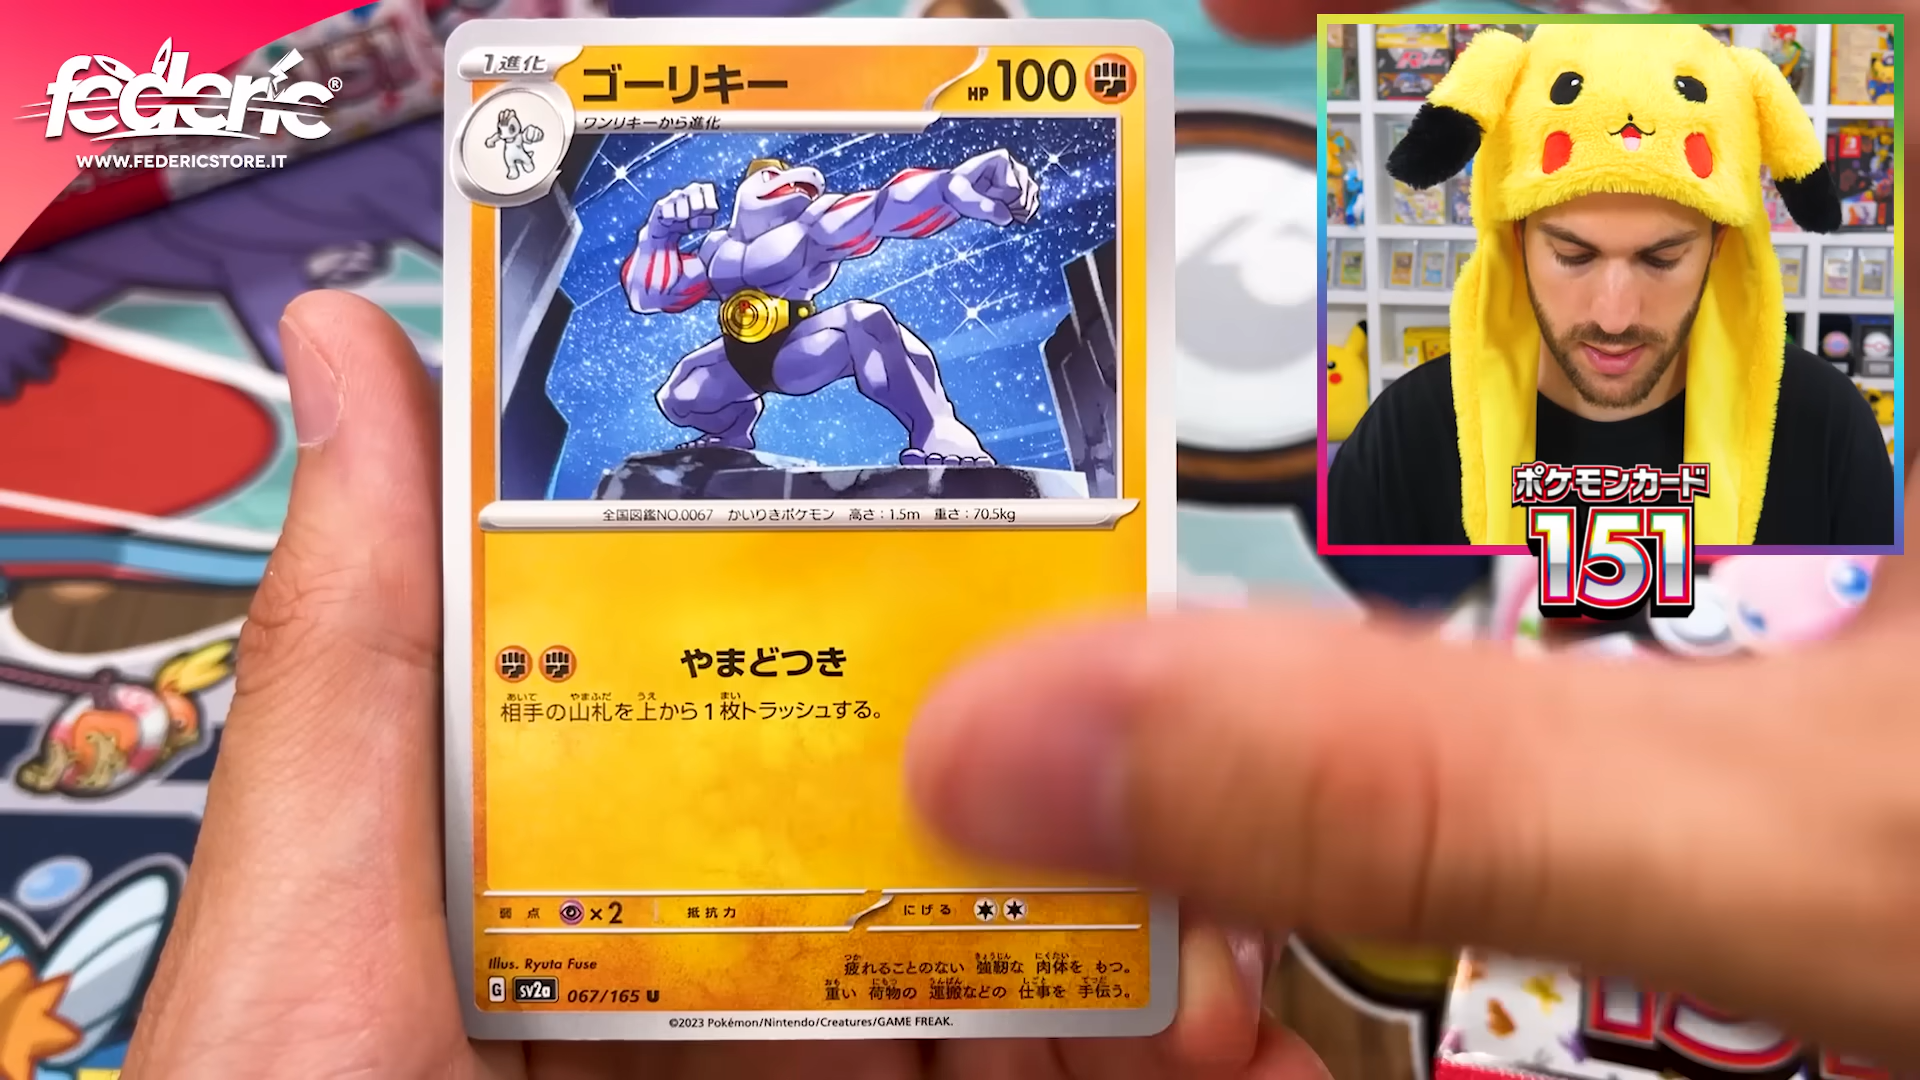 federic®
WWW.FEDERICSTORE.IT
1進化
ゴーリキー
HP 100
ワンリキーから進化
全国図鑑NO.0067 かいりきポケモン 高さ:1.5m 重さ:70.5kg
やまどつき
相手の山札を上から1枚トラッシュする。
弱点 ×2 抵抗力 にげる
Illus. Ryuta Fuse
疲れることのない 強靭な 肉体を もつ。
重い 荷物の 運搬などの 仕事を 手伝う。
G sv2a 067/165 U
©2023 Pokémon/Nintendo/Creatures/GAME FREAK.
ポケモンカード
151